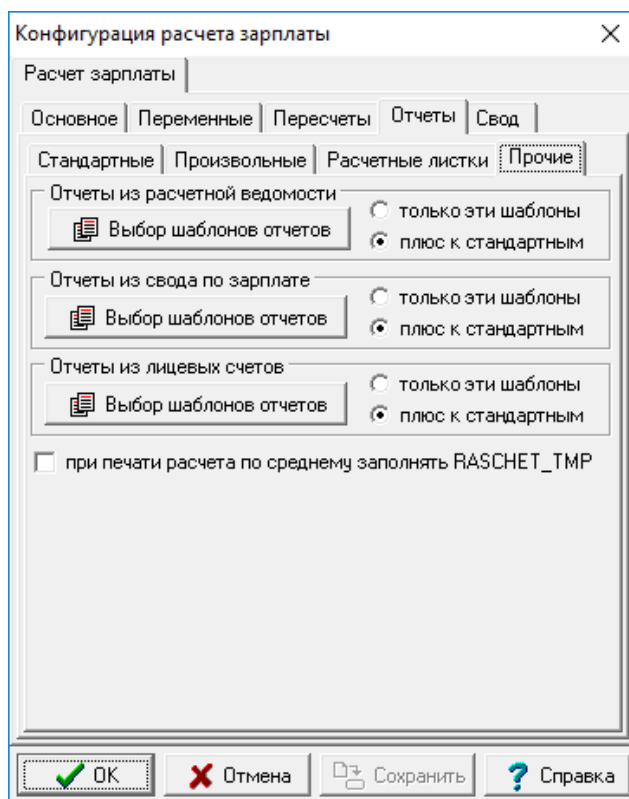 Конфигурация расчета зарплаты
Расчет зарплаты
Основное Переменные Пересчеты Отчеты Свод
Стандартные Произвольные Расчетные листки Прочие
Отчеты из расчетной ведомости
Выбор шаблонов отчетов
только эти шаблоны
плюс к стандартным
Отчеты из свода по зарплате
Выбор шаблонов отчетов
только эти шаблоны
плюс к стандартным
Отчеты из лицевых счетов
Выбор шаблонов отчетов
только эти шаблоны
плюс к стандартным
при печати расчета по среднему заполнять RASCHET_TMP
OK Отмена Сохранить Справка